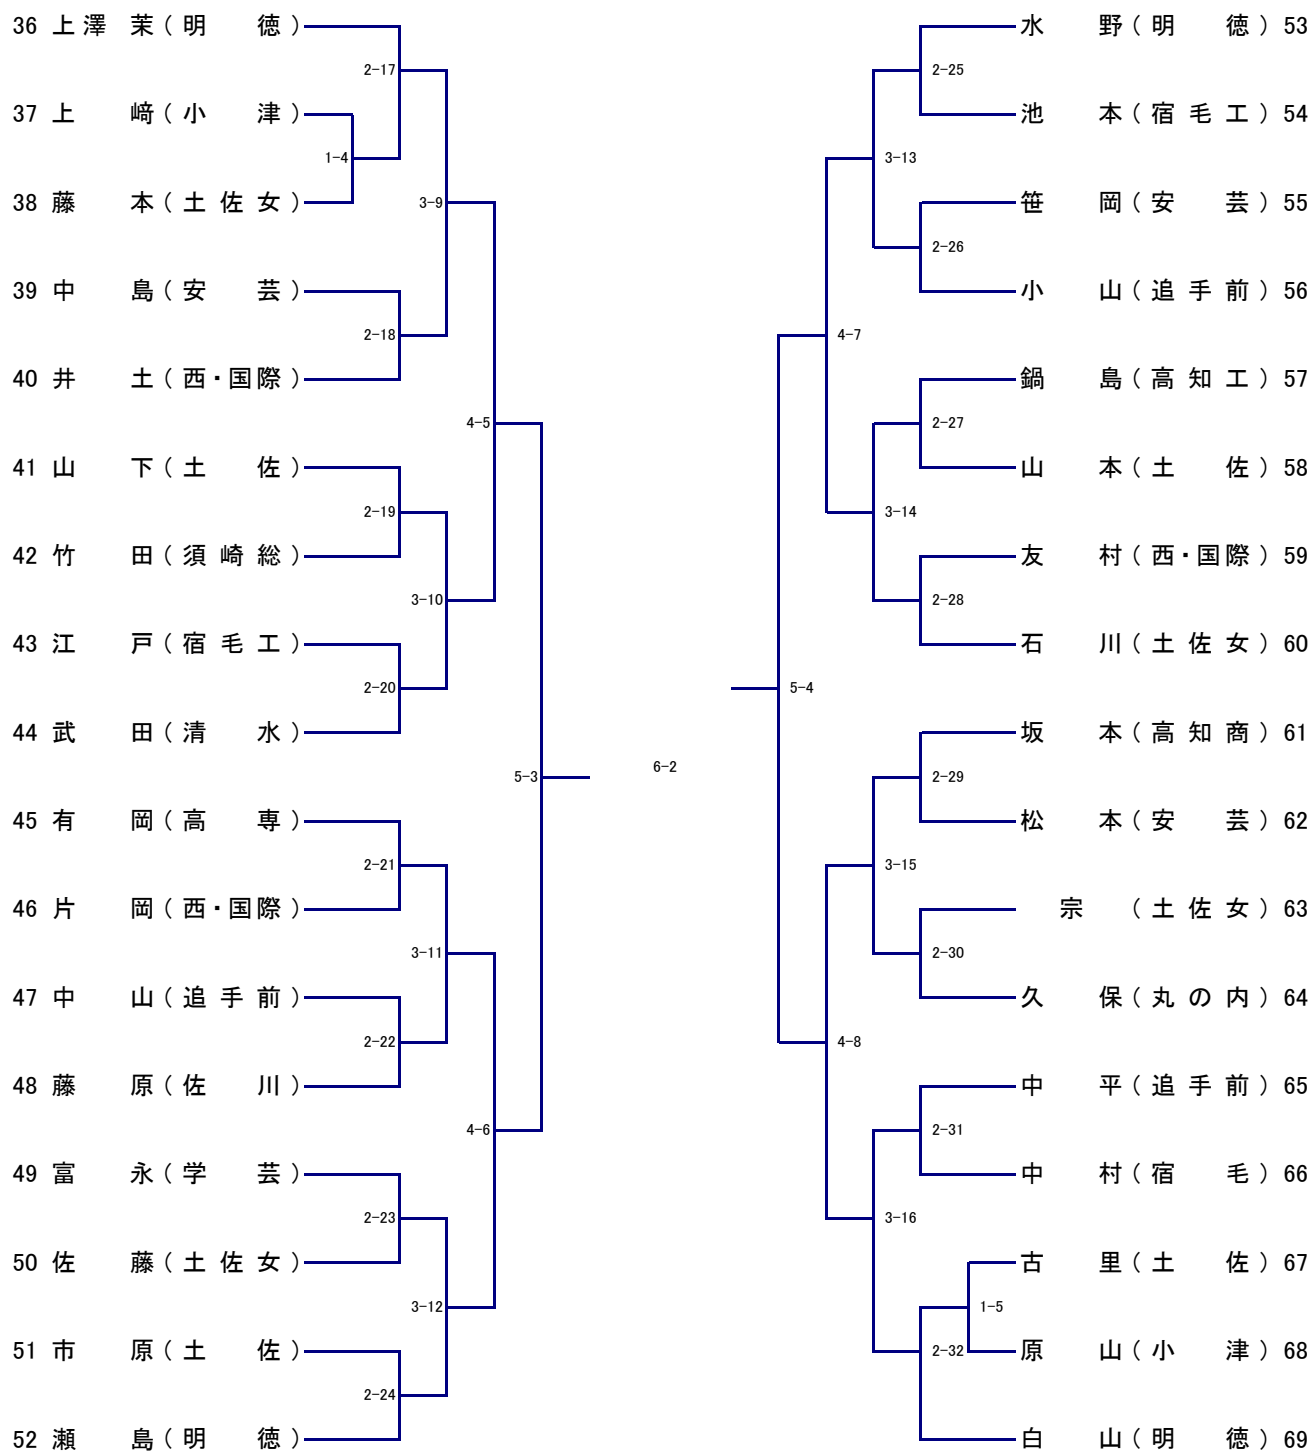 36 上澤 茉（明 徳）
2-17
37 上 﨑（小 津）
1-4
38 藤 本（土佐女）
3-9
39 中 島（安 芸）
2-18
40 井 土（西・国際）
4-5
41 山 下（土 佐）
2-19
42 竹 田（須崎総）
3-10
43 江 戸（宿毛工）
2-20
44 武 田（清 水）
5-3
45 有 岡（高 専）
2-21
46 片 岡（西・国際）
3-11
47 中 山（追手前）
2-22
48 藤 原（佐 川）
4-6
49 富 永（学 芸）
2-23
50 佐 藤（土佐女）
3-12
51 市 原（土 佐）
2-24
52 瀬 島（明 徳）
6-2
水 野（明 徳）53
2-25
池 本（宿毛工）54
3-13
笹 岡（安 芸）55
2-26
小 山（追手前）56
4-7
鍋 島（高知工）57
2-27
山 本（土 佐）58
3-14
友 村（西・国際）59
2-28
石 川（土佐女）60
5-4
坂 本（高知商）61
2-29
松 本（安 芸）62
3-15
宗 （土佐女）63
2-30
久 保（丸の内）64
4-8
中 平（追手前）65
2-31
中 村（宿 毛）66
3-16
古 里（土 佐）67
1-5
原 山（小 津）68
2-32
白 山（明 徳）69